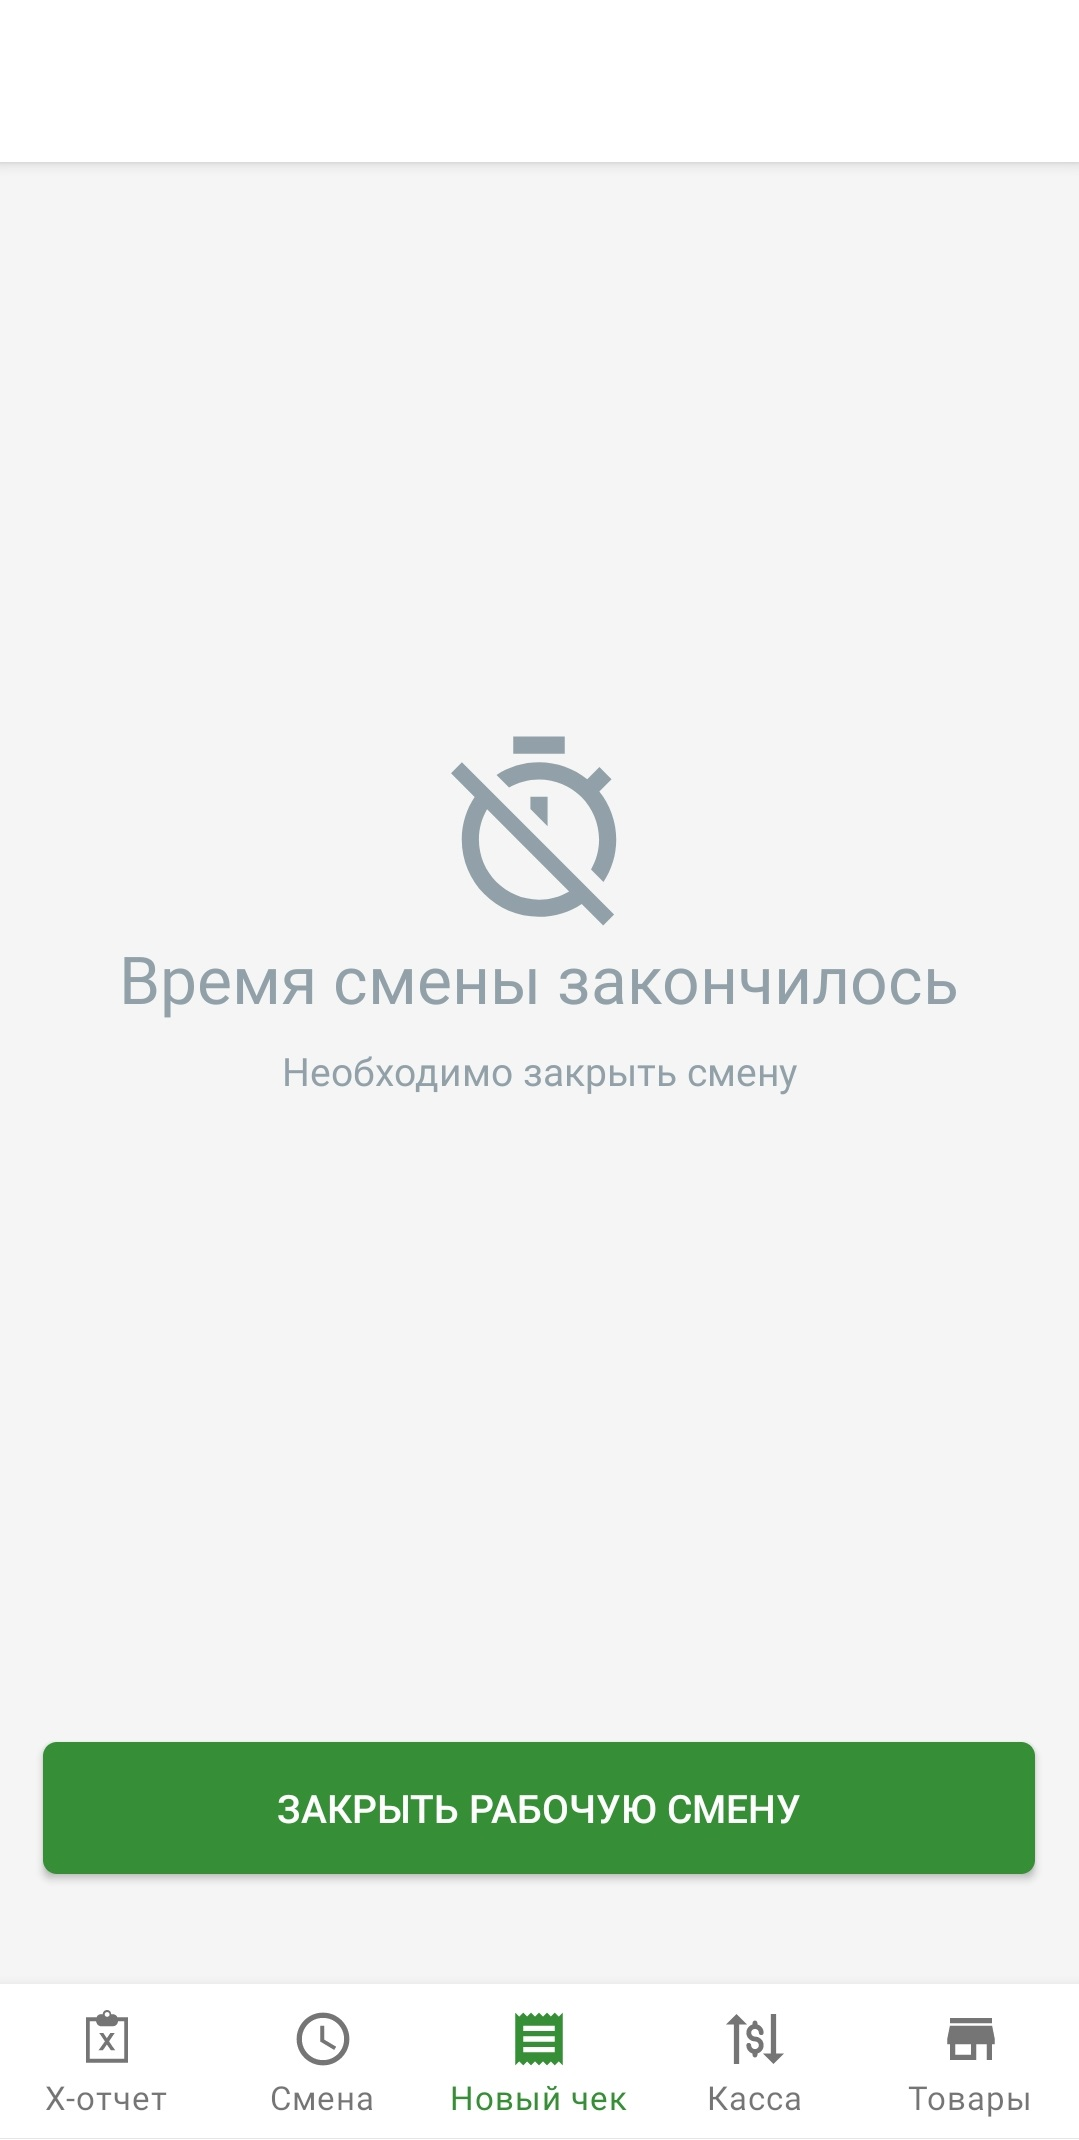 Время смены закончилось
Необходимо закрыть смену
ЗАКРЫТЬ РАБОЧУЮ СМЕНУ
X
$
Х-отчет
Смена
Новый чек
Касса
Товары